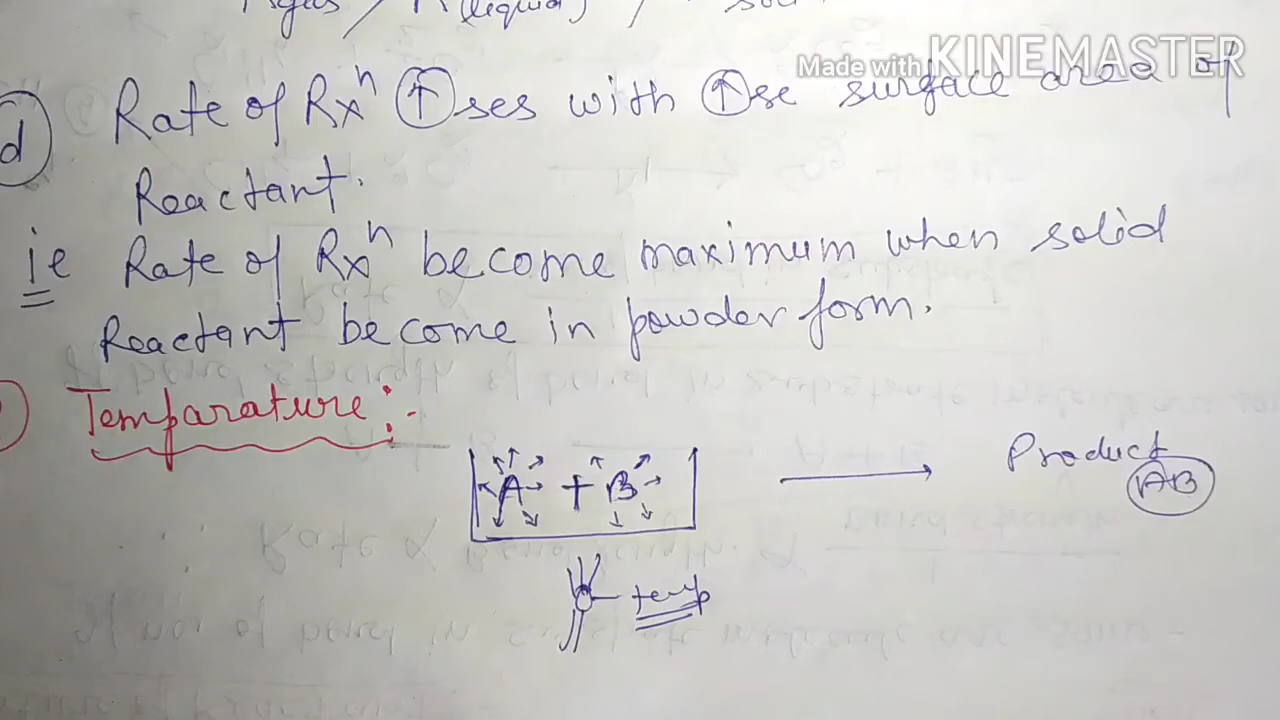 Made with KINEMASTER
d Rate of Rxⁿ ↑ses with ↑se surface area of
Reactant.
ie Rate of Rxⁿ become maximum when solid
Reactant become in powder form.
Temparature :-
A + B → Product
AB
temp